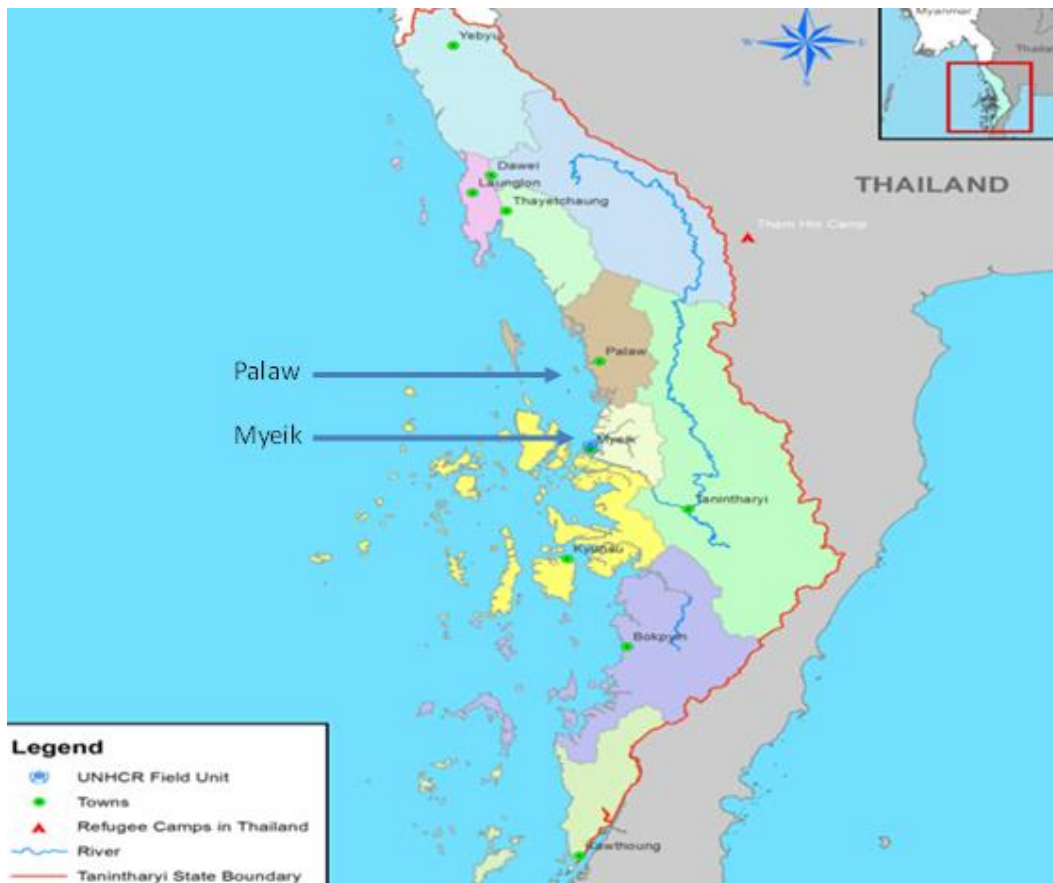 Myanmar
Thailand
Yebyu
W
E
S
Dawei
Launglon
Thayetchaung
THAILAND
Tham Hin Camp
Palaw
Palaw
Myeik
Myeik
Tanintharyi
Kyunsu
Bokpyin
Legend
UNHCR Field Unit
Towns
Refugee Camps in Thailand
River
Tanintharyi State Boundary
Kawthoung